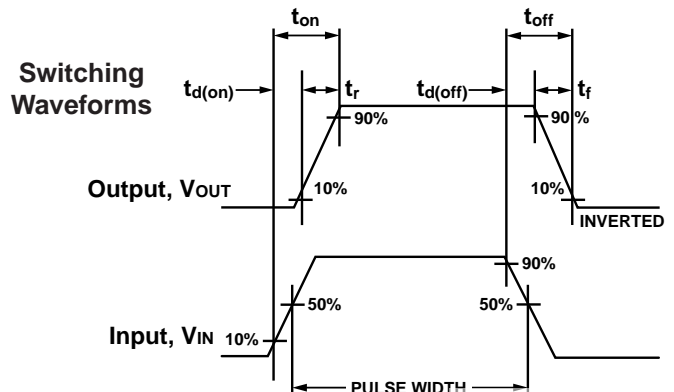 ton
toff
Switching
Waveforms
td(on)
tr
td(off)
tf
90%
90 %
Output, VOUT
10%
10%
INVERTED
90%
50%
50%
Input, VIN
10%
PULSE WIDTH